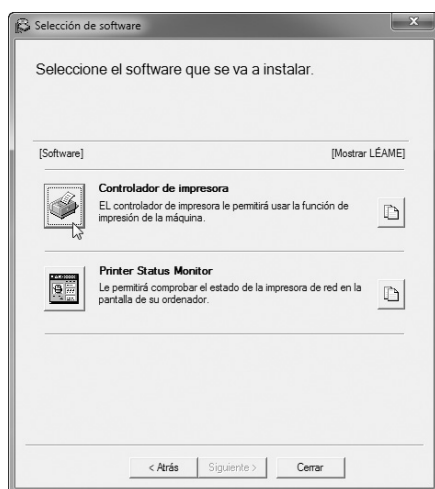 Selección de software
Seleccione el software que se va a instalar.
[Software] [Mostrar LÉAME]
Controlador de impresora
EL controlador de impresora le permitirá usar la función de
impresión de la máquina.
Printer Status Monitor
Le permitirá comprobar el estado de la impresora de red en la
pantalla de su ordenador.
< Atrás Siguiente > Cerrar